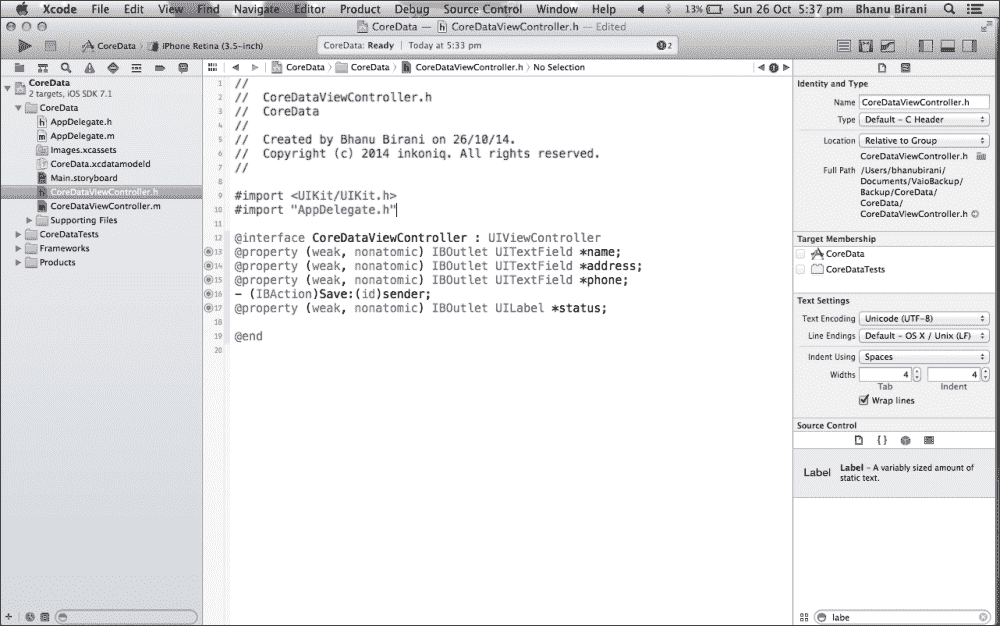 Xcode File Edit View Find Navigate Editor Product Debug Source Control Window Help 13% Sun 26 Oct 5:37 pm Bhanu Birani
CoreData — CoreDataViewController.h — Edited
CoreData iPhone Retina (3.5-inch) CoreData: Ready | Today at 5:33 pm 2
CoreData CoreData CoreDataViewController.h No Selection
CoreData
2 targets, iOS SDK 7.1
CoreData
AppDelegate.h
AppDelegate.m
Images.xcassets
CoreData.xcdatamodeld
Main.storyboard
CoreDataViewController.h
CoreDataViewController.m
Supporting Files
CoreDataTests
Frameworks
Products
1 //
2 // CoreDataViewController.h
3 // CoreData
4 //
5 // Created by Bhanu Birani on 26/10/14.
6 // Copyright (c) 2014 inkoniq. All rights reserved.
7 //
8
9 #import <UIKit/UIKit.h>
10 #import "AppDelegate.h"
11
12 @interface CoreDataViewController : UIViewController
13 @property (weak, nonatomic) IBOutlet UITextField *name;
14 @property (weak, nonatomic) IBOutlet UITextField *address;
15 @property (weak, nonatomic) IBOutlet UITextField *phone;
16 - (IBAction)Save:(id)sender;
17 @property (weak, nonatomic) IBOutlet UILabel *status;
18
19 @end
20
Identity and Type
Name CoreDataViewController.h
Type Default - C Header
Location Relative to Group
CoreDataViewController.h
Full Path /Users/bhanubirani/
Documents/VaioBackup/
Backup/CoreData/
CoreData/
CoreDataViewController.h
Target Membership
CoreData
CoreDataTests
Text Settings
Text Encoding Unicode (UTF-8)
Line Endings Default - OS X / Unix (LF)
Indent Using Spaces
Widths 4 4
Tab Indent
Wrap lines
Source Control
{ }
Label Label - A variably sized amount of
static text.
labe